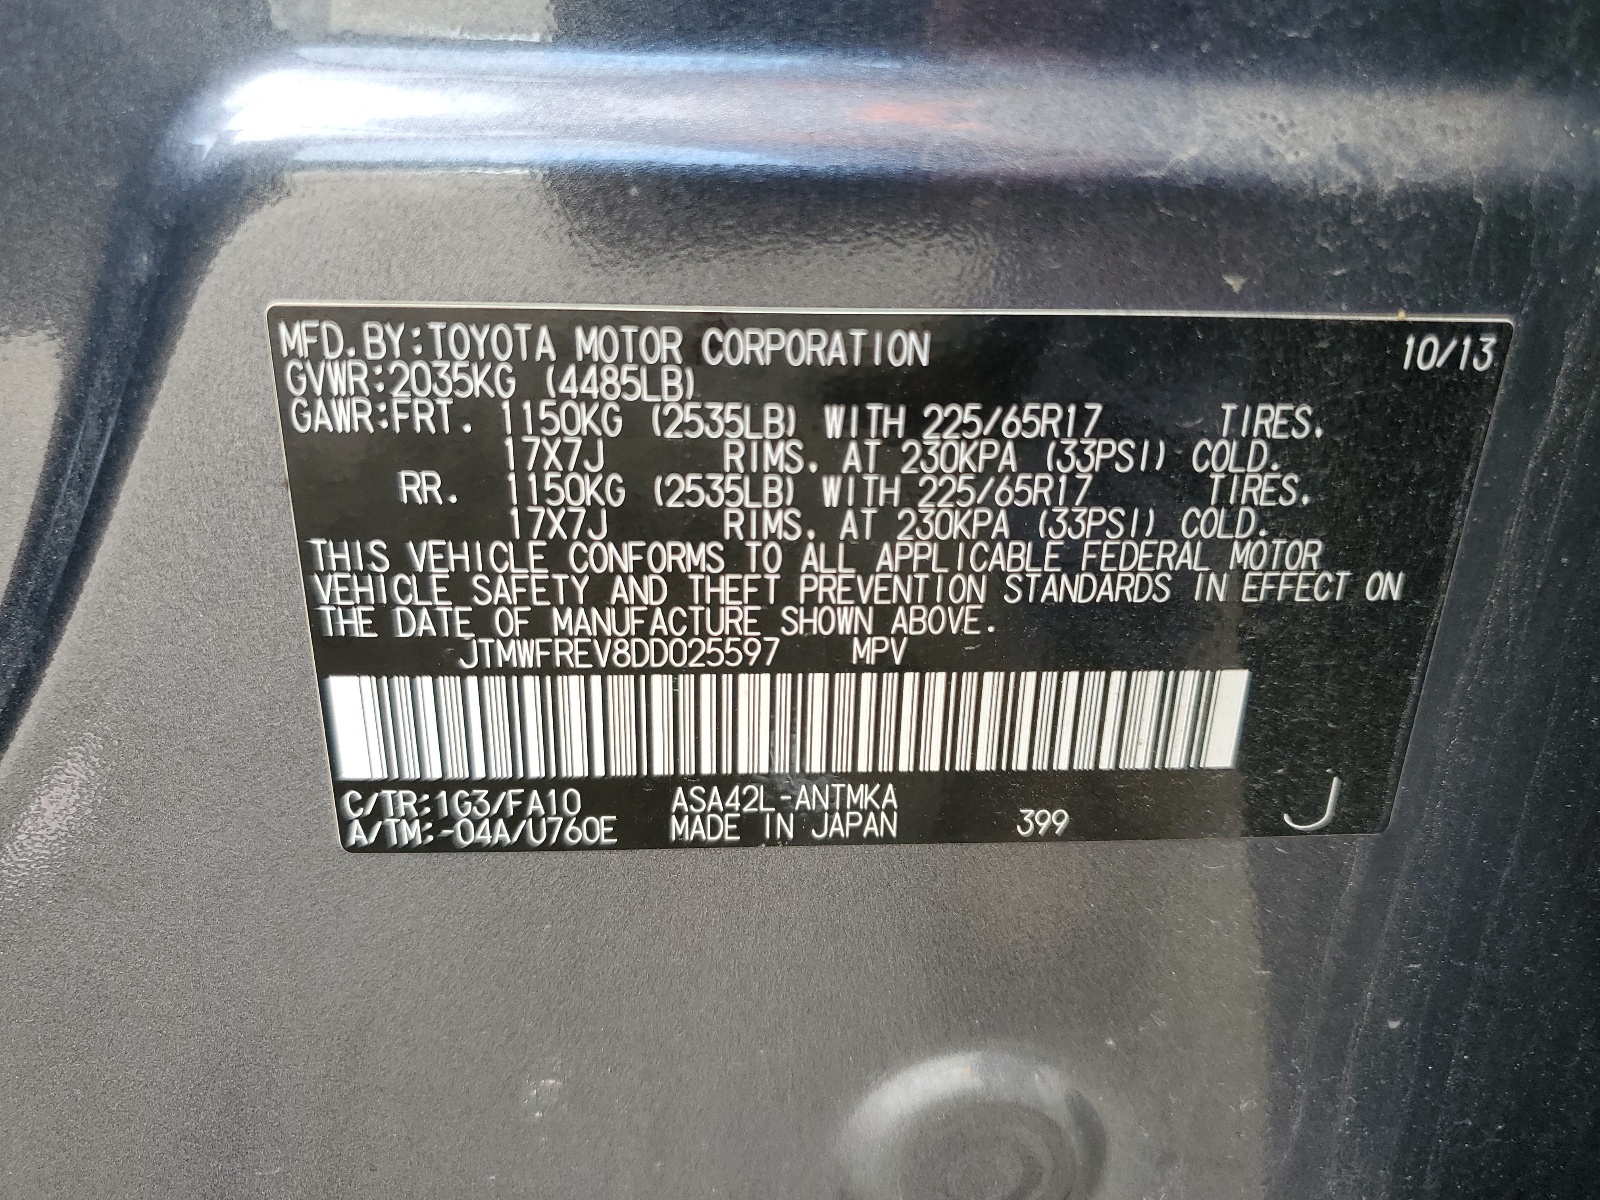 MFD.BY:TOYOTA MOTOR CORPORATION 10/13
GVWR:2035KG (4485LB)
GAWR:FRT. 1150KG (2535LB) WITH 225/65R17 TIRES,
17X7J RIMS, AT 230KPA (33PSI) COLD.
RR. 1150KG (2535LB) WITH 225/65R17 TIRES,
17X7J RIMS, AT 230KPA (33PSI) COLD.
THIS VEHICLE CONFORMS TO ALL APPLICABLE FEDERAL MOTOR
VEHICLE SAFETY AND THEFT PREVENTION STANDARDS IN EFFECT ON
THE DATE OF MANUFACTURE SHOWN ABOVE.
JTMWFREV8DD025597 MPV
C/TR:1G3/FA10 ASA42L-ANTMKA
A/TM:-04A/U760E MADE IN JAPAN 399 J